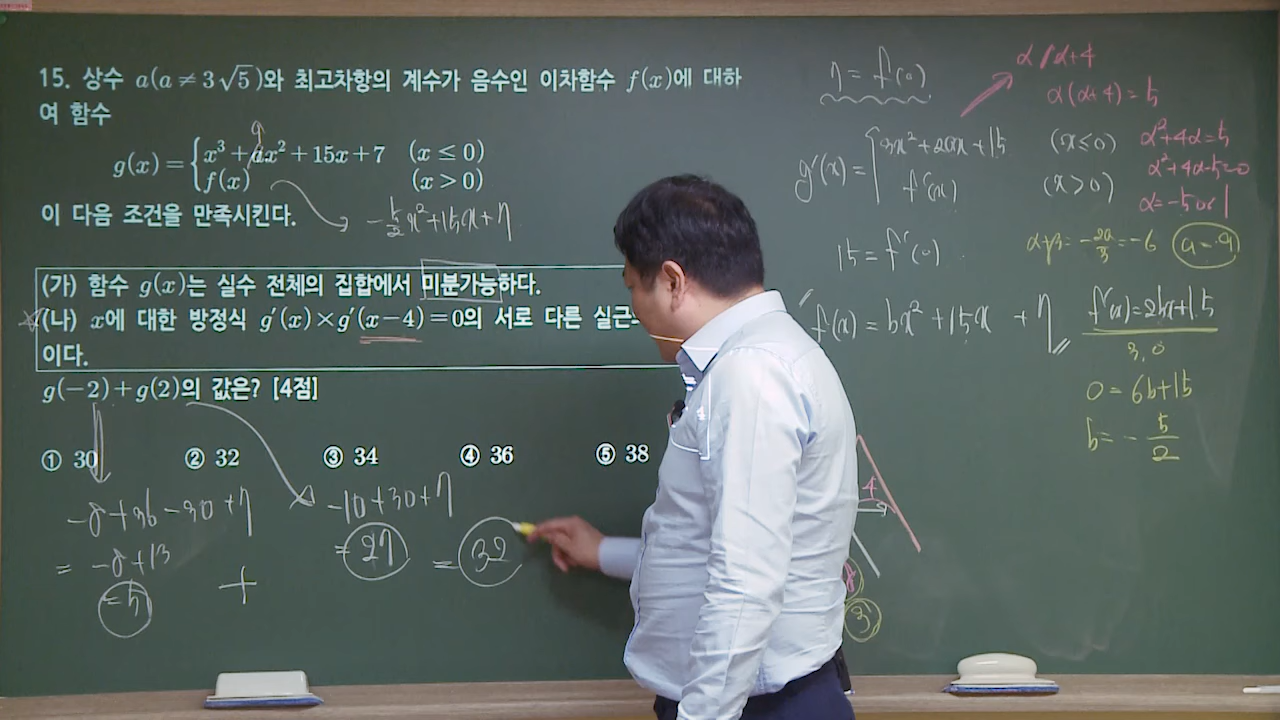 15. 상수 a(a ≠ 3√5)와 최고차항의 계수가 음수인 이차함수 f(x)에 대하
여 함수
9
g(x) = { x³ + ax² + 15x + 7 (x ≤ 0)
f(x) (x > 0)
이 다음 조건을 만족시킨다.
-5/2x²+15x+7
(가) 함수 g(x)는 실수 전체의 집합에서 미분가능하다.
(나) x에 대한 방정식 g′(x) × g′(x − 4) = 0의 서로 다른 실근
이다.
g(−2) + g(2)의 값은? [4점]
① 30 ② 32 ③ 34 ④ 36 ⑤ 38
-8+36-30+7
= -8+13
=5
+
-10+30+7
=27
= 32
7 = f(0)
g′(x) = { 3x²+2ax+15 (x≤0)
f′(x) (x>0)
15 = f′(0)
f(x) = bx²+15x +7
α α+4
α(α+4) = 5
α²+4α=5
α²+4α-5=0
α=-5 or 1
α+β= -2a/3 = -6
a=9
f′(x)=2bx+15
3, 0
0 = 6b+15
b = -5/2
4
3